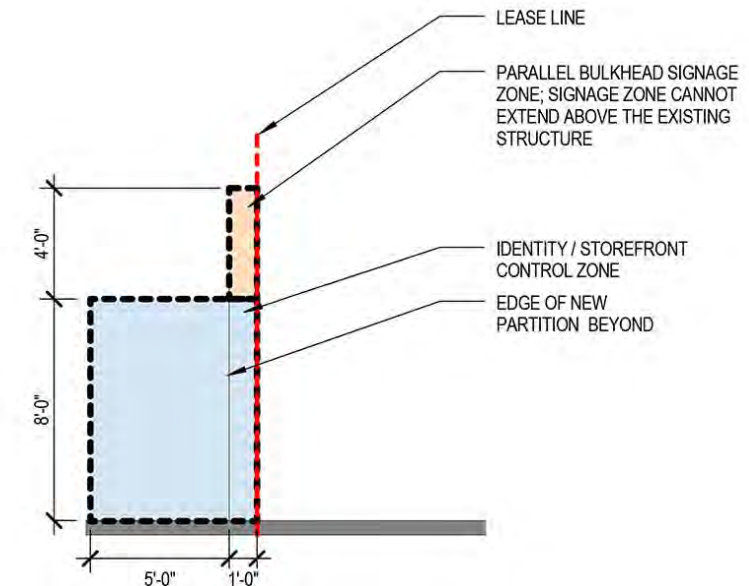 LEASE LINE
PARALLEL BULKHEAD SIGNAGE
ZONE; SIGNAGE ZONE CANNOT
EXTEND ABOVE THE EXISTING
STRUCTURE
4'-0"
IDENTITY / STOREFRONT
CONTROL ZONE
EDGE OF NEW
PARTITION BEYOND
8'-0"
5'-0"
1'-0"